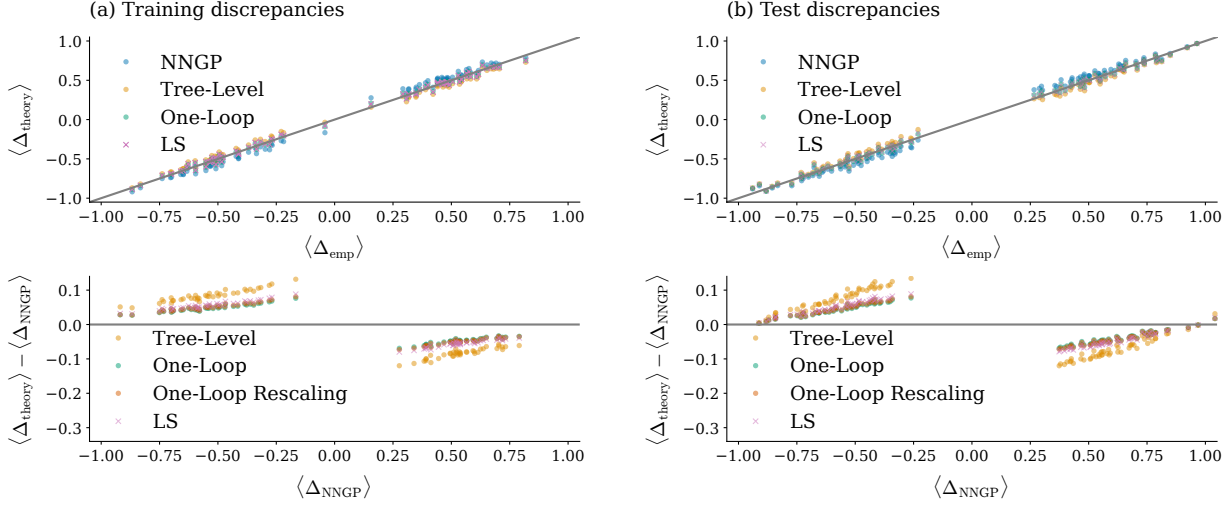 (a) Training discrepancies
1.0
0.5
0.0
−0.5
−1.0
⟨Δtheory⟩
NNGP
Tree-Level
One-Loop
LS
−1.00 −0.75 −0.50 −0.25 0.00 0.25 0.50 0.75 1.00
⟨Δemp⟩
(b) Test discrepancies
1.0
0.5
0.0
−0.5
−1.0
⟨Δtheory⟩
NNGP
Tree-Level
One-Loop
LS
−1.00 −0.75 −0.50 −0.25 0.00 0.25 0.50 0.75 1.00
⟨Δemp⟩
0.1
0.0
−0.1
−0.2
−0.3
⟨Δtheory⟩ − ⟨ΔNNGP⟩
Tree-Level
One-Loop
One-Loop Rescaling
LS
−1.00 −0.75 −0.50 −0.25 0.00 0.25 0.50 0.75 1.00
⟨ΔNNGP⟩
0.1
0.0
−0.1
−0.2
−0.3
⟨Δtheory⟩ − ⟨ΔNNGP⟩
Tree-Level
One-Loop
One-Loop Rescaling
LS
−1.00 −0.75 −0.50 −0.25 0.00 0.25 0.50 0.75 1.00
⟨ΔNNGP⟩